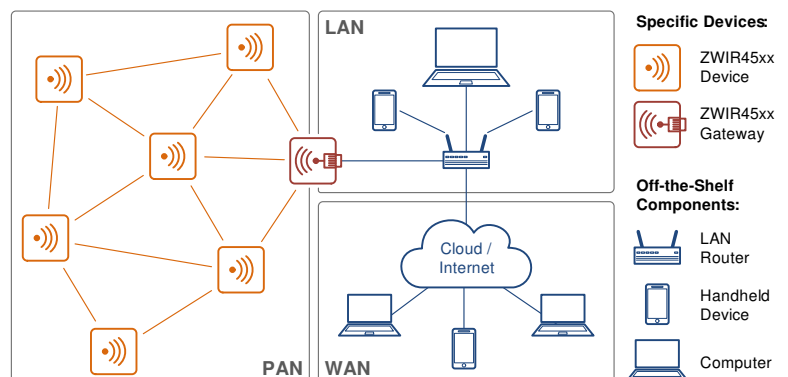 LAN
Cloud /
Internet
PAN
WAN
Specific Devices:
ZWIR45xx
Device
ZWIR45xx
Gateway
Off-the-Shelf
Components:
LAN
Router
Handheld
Device
Computer